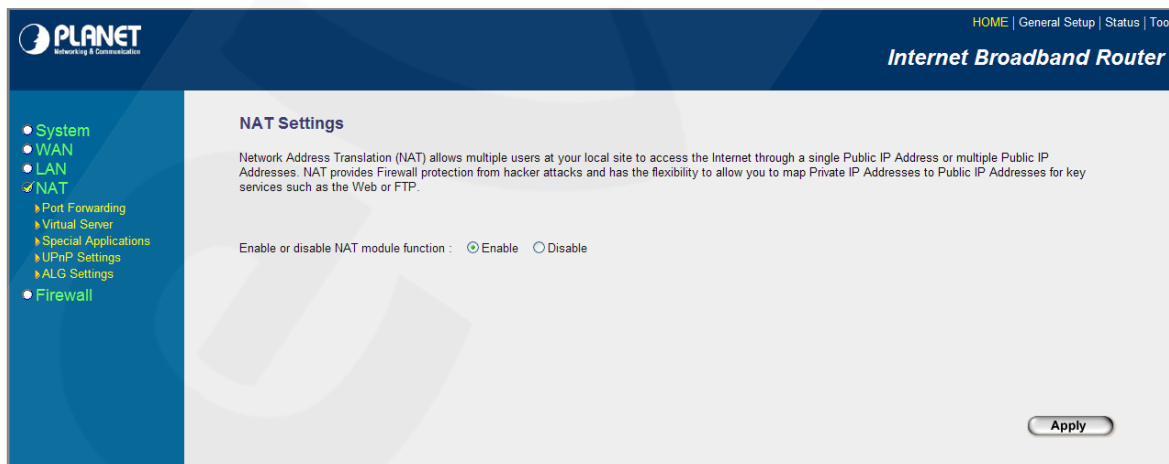 PLANET
Networking & Communication
HOME | General Setup | Status | Too
Internet Broadband Router
System
WAN
LAN
NAT
Port Forwarding
Virtual Server
Special Applications
UPnP Settings
ALG Settings
Firewall
NAT Settings
Network Address Translation (NAT) allows multiple users at your local site to access the Internet through a single Public IP Address or multiple Public IP
Addresses. NAT provides Firewall protection from hacker attacks and has the flexibility to allow you to map Private IP Addresses to Public IP Addresses for key
services such as the Web or FTP.
Enable or disable NAT module function : Enable Disable
Apply